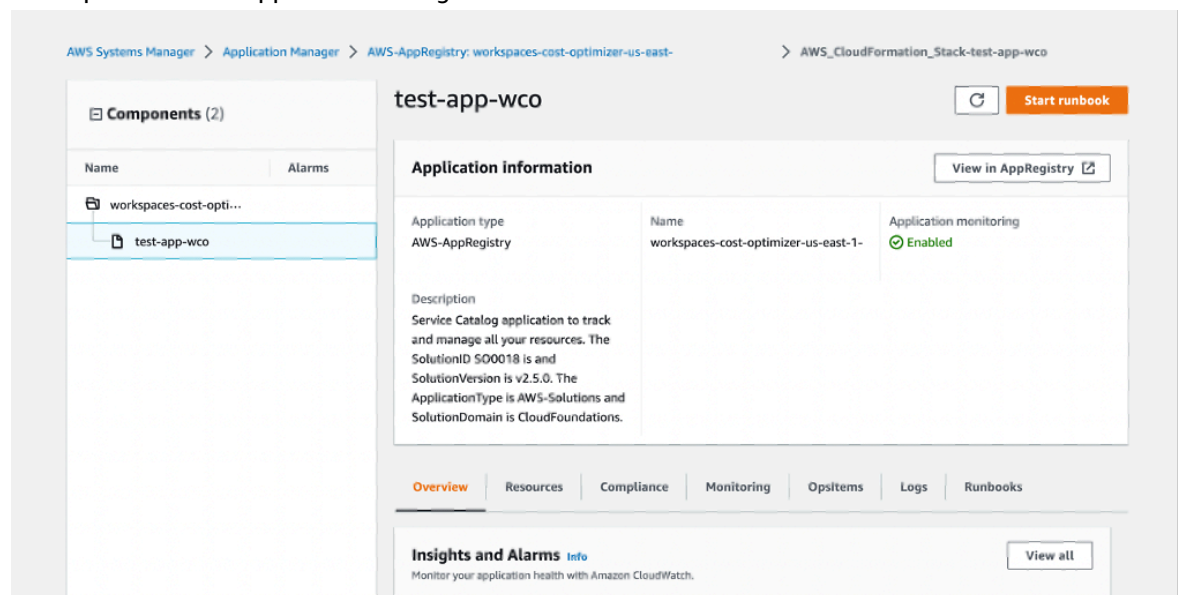 AWS Systems Manager > Application Manager > AWS-AppRegistry: workspaces-cost-optimizer-us-east- > AWS_CloudFormation_Stack-test-app-wco
Components (2)
Name Alarms
workspaces-cost-opti...
test-app-wco
test-app-wco
Start runbook
Application information
View in AppRegistry
Application type
AWS-AppRegistry
Name
workspaces-cost-optimizer-us-east-1-
Application monitoring
Enabled
Description
Service Catalog application to track
and manage all your resources. The
SolutionID SO0018 is and
SolutionVersion is v2.5.0. The
ApplicationType is AWS-Solutions and
SolutionDomain is CloudFoundations.
Overview Resources Compliance Monitoring OpsItems Logs Runbooks
Insights and Alarms Info
View all
Monitor your application health with Amazon CloudWatch.